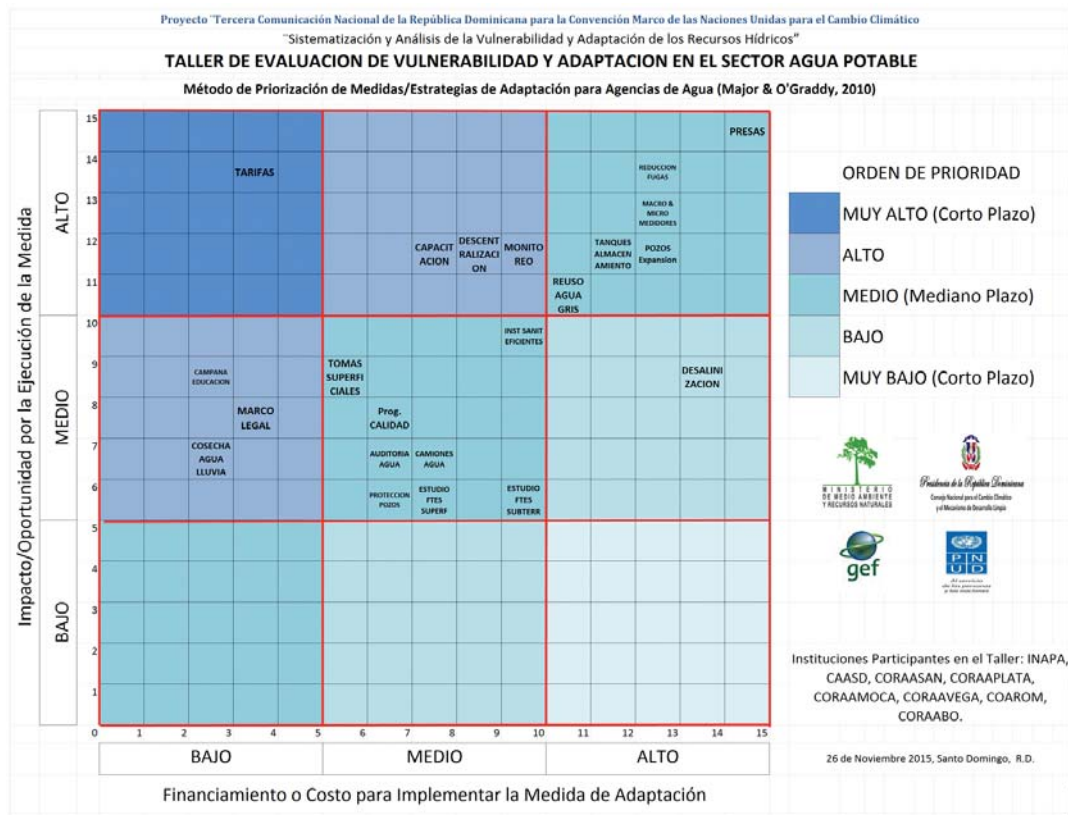 Proyecto ¨Tercera Comunicación Nacional de la República Dominicana para la Convención Marco de las Naciones Unidas para el Cambio Climático
¨Sistematización y Análisis de la Vulnerabilidad y Adaptación de los Recursos Hídricos”
TALLER DE EVALUACION DE VULNERABILIDAD Y ADAPTACION EN EL SECTOR AGUA POTABLE
Método de Priorización de Medidas/Estrategias de Adaptación para Agencias de Agua (Major & O'Graddy, 2010)
Impacto/Oportunidad por la Ejecución de la Medida
ALTO
MEDIO
BAJO
15
14
13
12
11
10
9
8
7
6
5
4
3
2
1
0
TARIFAS
CAPACIT
ACION
DESCENT
RALIZACI
ON
MONITO
REO
PRESAS
REDUCCION
FUGAS
MACRO &
MICRO
MEDIDORES
TANQUES
ALMACEN
AMIENTO
POZOS
Expansion
REUSO
AGUA
GRIS
CAMPANA
EDUCACION
MARCO
LEGAL
COSECHA
AGUA
LLUVIA
TOMAS
SUPERFI
CIALES
INST SANIT
EFICIENTES
Prog.
CALIDAD
AUDITORIA
AGUA
CAMIONES
AGUA
PROTECCION
POZOS
ESTUDIO
FTES
SUPERF
ESTUDIO
FTES
SUBTERR
DESALINI
ZACION
1 2 3 4 5 6 7 8 9 10 11 12 13 14 15
BAJO MEDIO ALTO
Financiamiento o Costo para Implementar la Medida de Adaptación
ORDEN DE PRIORIDAD
MUY ALTO (Corto Plazo)
ALTO
MEDIO (Mediano Plazo)
BAJO
MUY BAJO (Corto Plazo)
MINISTERIO
DE MEDIO AMBIENTE
Y RECURSOS NATURALES
Presidencia de la República Dominicana
Consejo Nacional para el Cambio Climático
y el Mecanismo de Desarrollo Limpio
gef
PN
UD
Al servicio
de las personas
Instituciones Participantes en el Taller: INAPA,
CAASD, CORAASAN, CORAAPLATA,
CORAAMOCA, CORAAVEGA, COAROM,
CORAABO.
26 de Noviembre 2015, Santo Domingo, R.D.